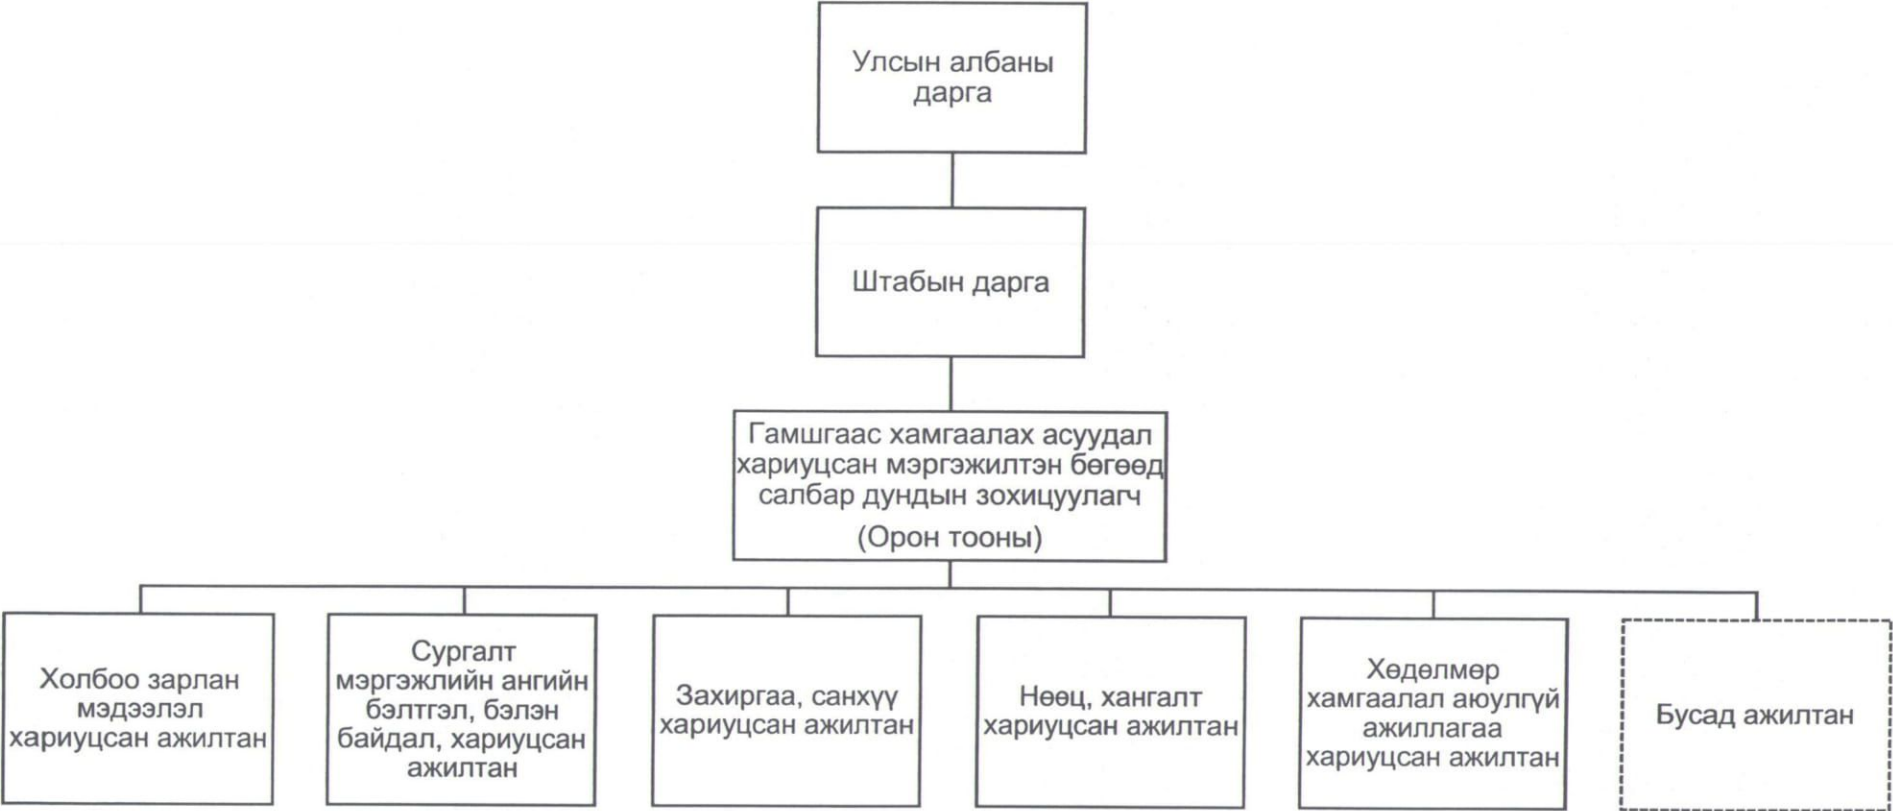 Улсын албаны
дарга
Штабын дарга
Гамшгаас хамгаалах асуудал
хариуцсан мэргэжилтэн бөгөөд
салбар дундын зохицуулагч
(Орон тооны)
Холбоо зарлан
мэдээлэл
хариуцсан ажилтан
Сургалт
мэргэжлийн ангийн
бэлтгэл, бэлэн
байдал, хариуцсан
ажилтан
Захиргаа, санхүү
хариуцсан ажилтан
Нөөц, хангалт
хариуцсан ажилтан
Хөдөлмөр
хамгаалал аюулгүй
ажиллагаа
хариуцсан ажилтан
Бусад ажилтан